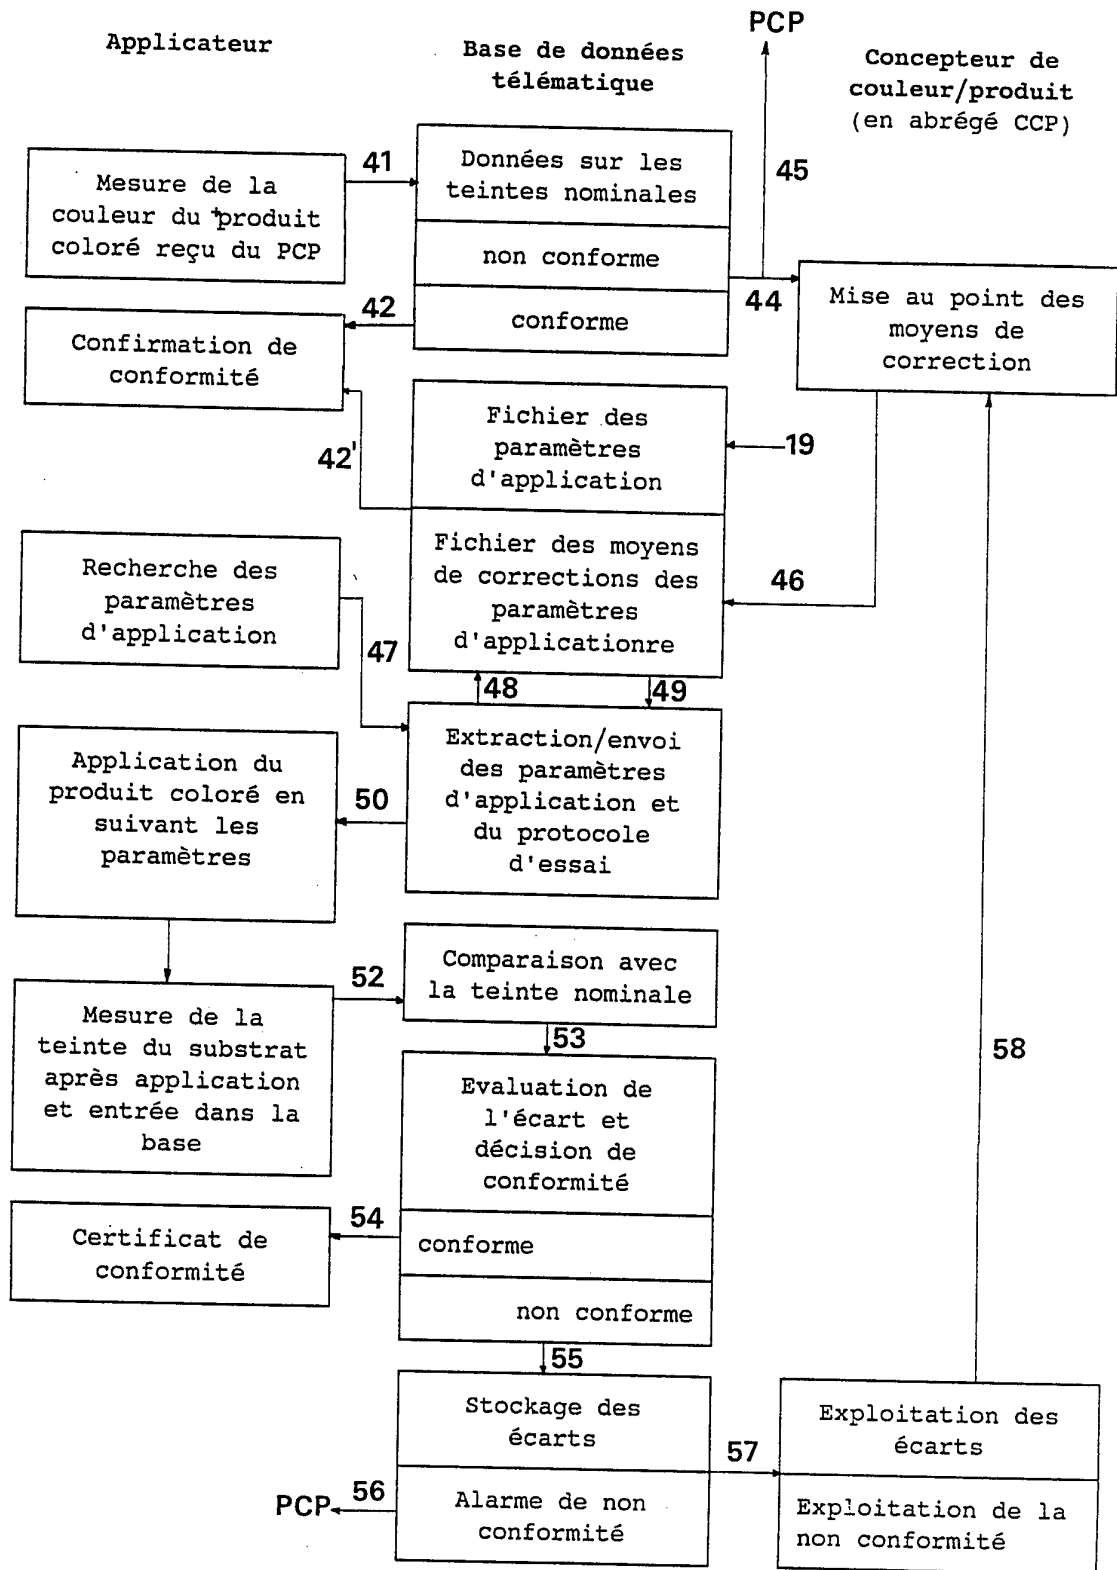 PCP
Applicateur
Base de données
télématique
Concepteur de
couleur/produit
(en abrégé CCP)
Mesure de la
couleur du produit
coloré reçu du PCP
41
Données sur les
teintes nominales
non conforme
conforme
45
44
42
Mise au point des
moyens de
correction
Confirmation de
conformité
42'
Fichier des
paramètres
d'application
19
Fichier des moyens
de corrections des
paramètres
d'applicationre
46
Recherche des
paramètres
d'application
47
48
49
Extraction/envoi
des paramètres
d'application et
du protocole
d'essai
Application du
produit coloré en
suivant les
paramètres
50
Comparaison avec
la teinte nominale
52
Mesure de la
teinte du substrat
après application
et entrée dans la
base
53
58
Evaluation de
l'écart et
décision de
conformité
conforme
non conforme
54
Certificat de
conformité
55
Stockage des
écarts
57
Exploitation des
écarts
PCP
56
Alarme de non
conformité
Exploitation de la
non conformité